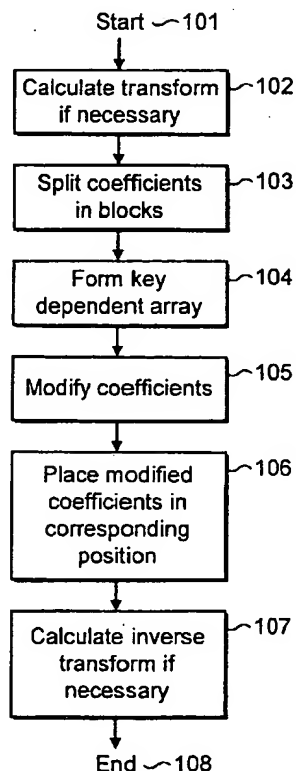 Start 101
Calculate transform if necessary 102
Split coefficients in blocks 103
Form key dependent array 104
Modify coefficients 105
Place modified coefficients in corresponding position 106
Calculate inverse transform if necessary 107
End 108